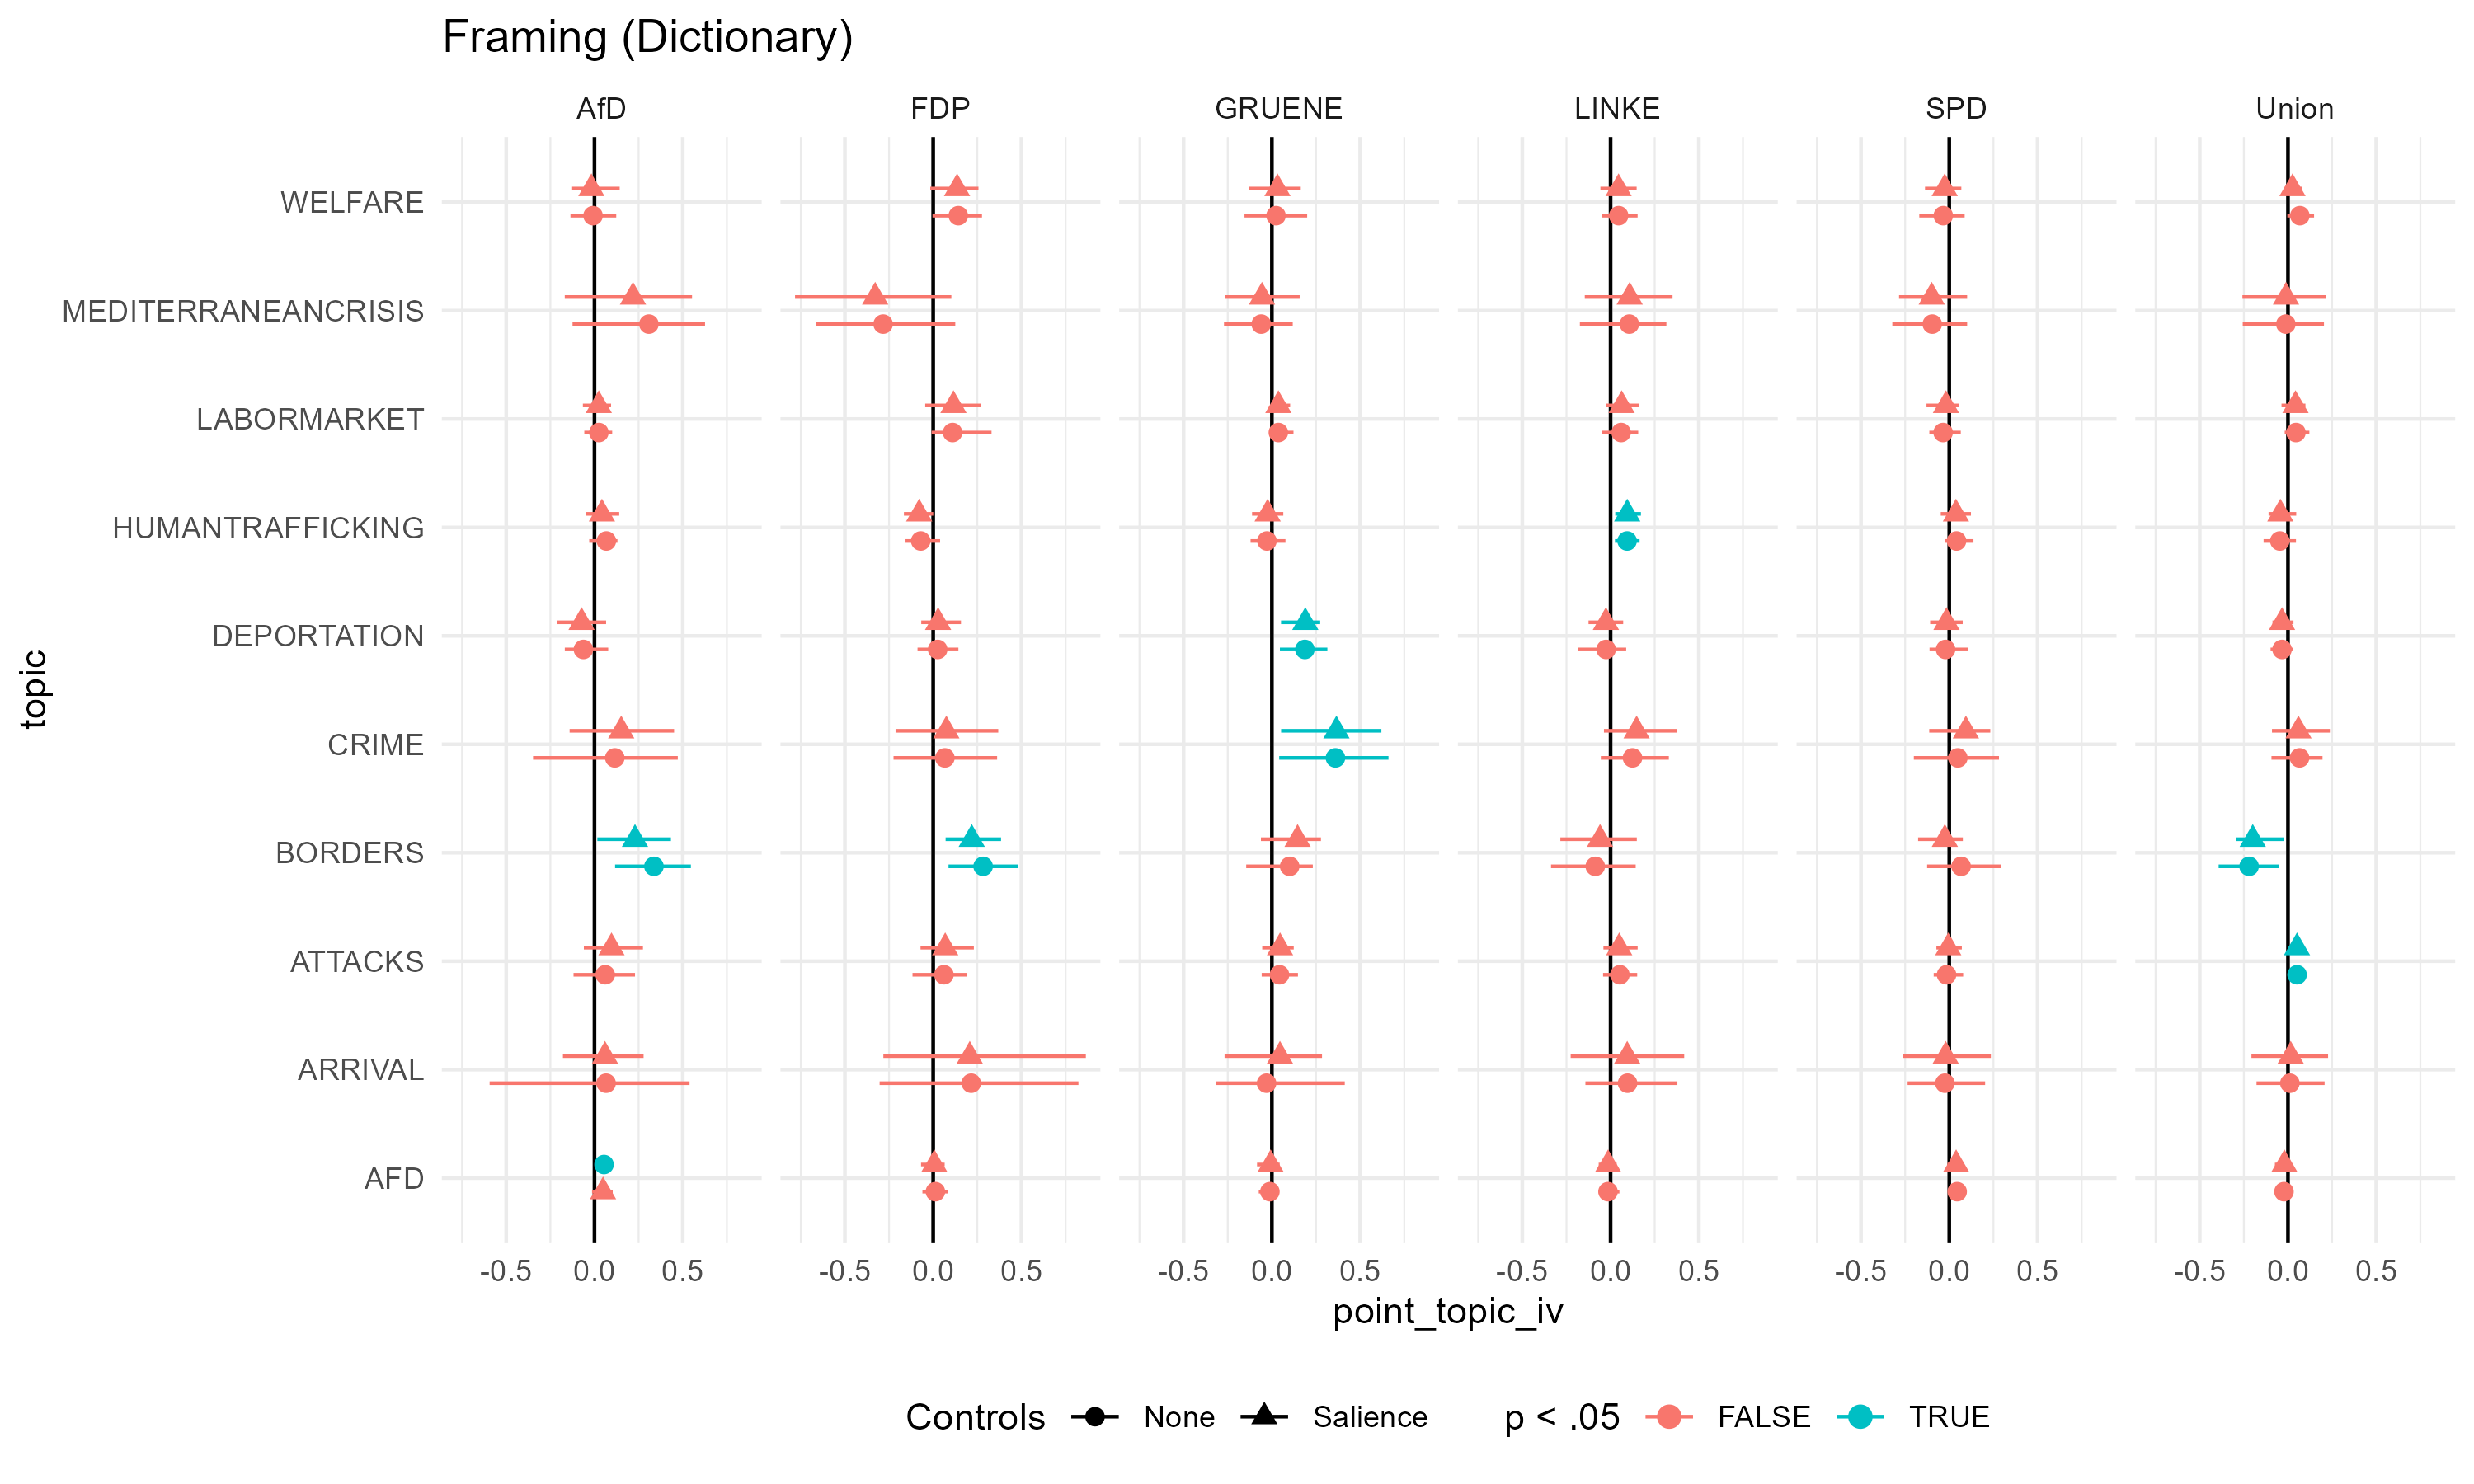 Framing (Dictionary)
AfD FDP GRUENE LINKE SPD Union
WELFARE
MEDITERRANEANCRISIS
LABORMARKET
HUMANTRAFFICKING
DEPORTATION
CRIME
BORDERS
ATTACKS
ARRIVAL
AFD
topic
-0.5 0.0 0.5 -0.5 0.0 0.5 -0.5 0.0 0.5 -0.5 0.0 0.5 -0.5 0.0 0.5 -0.5 0.0 0.5
point_topic_iv
Controls None Salience p < .05 FALSE TRUE